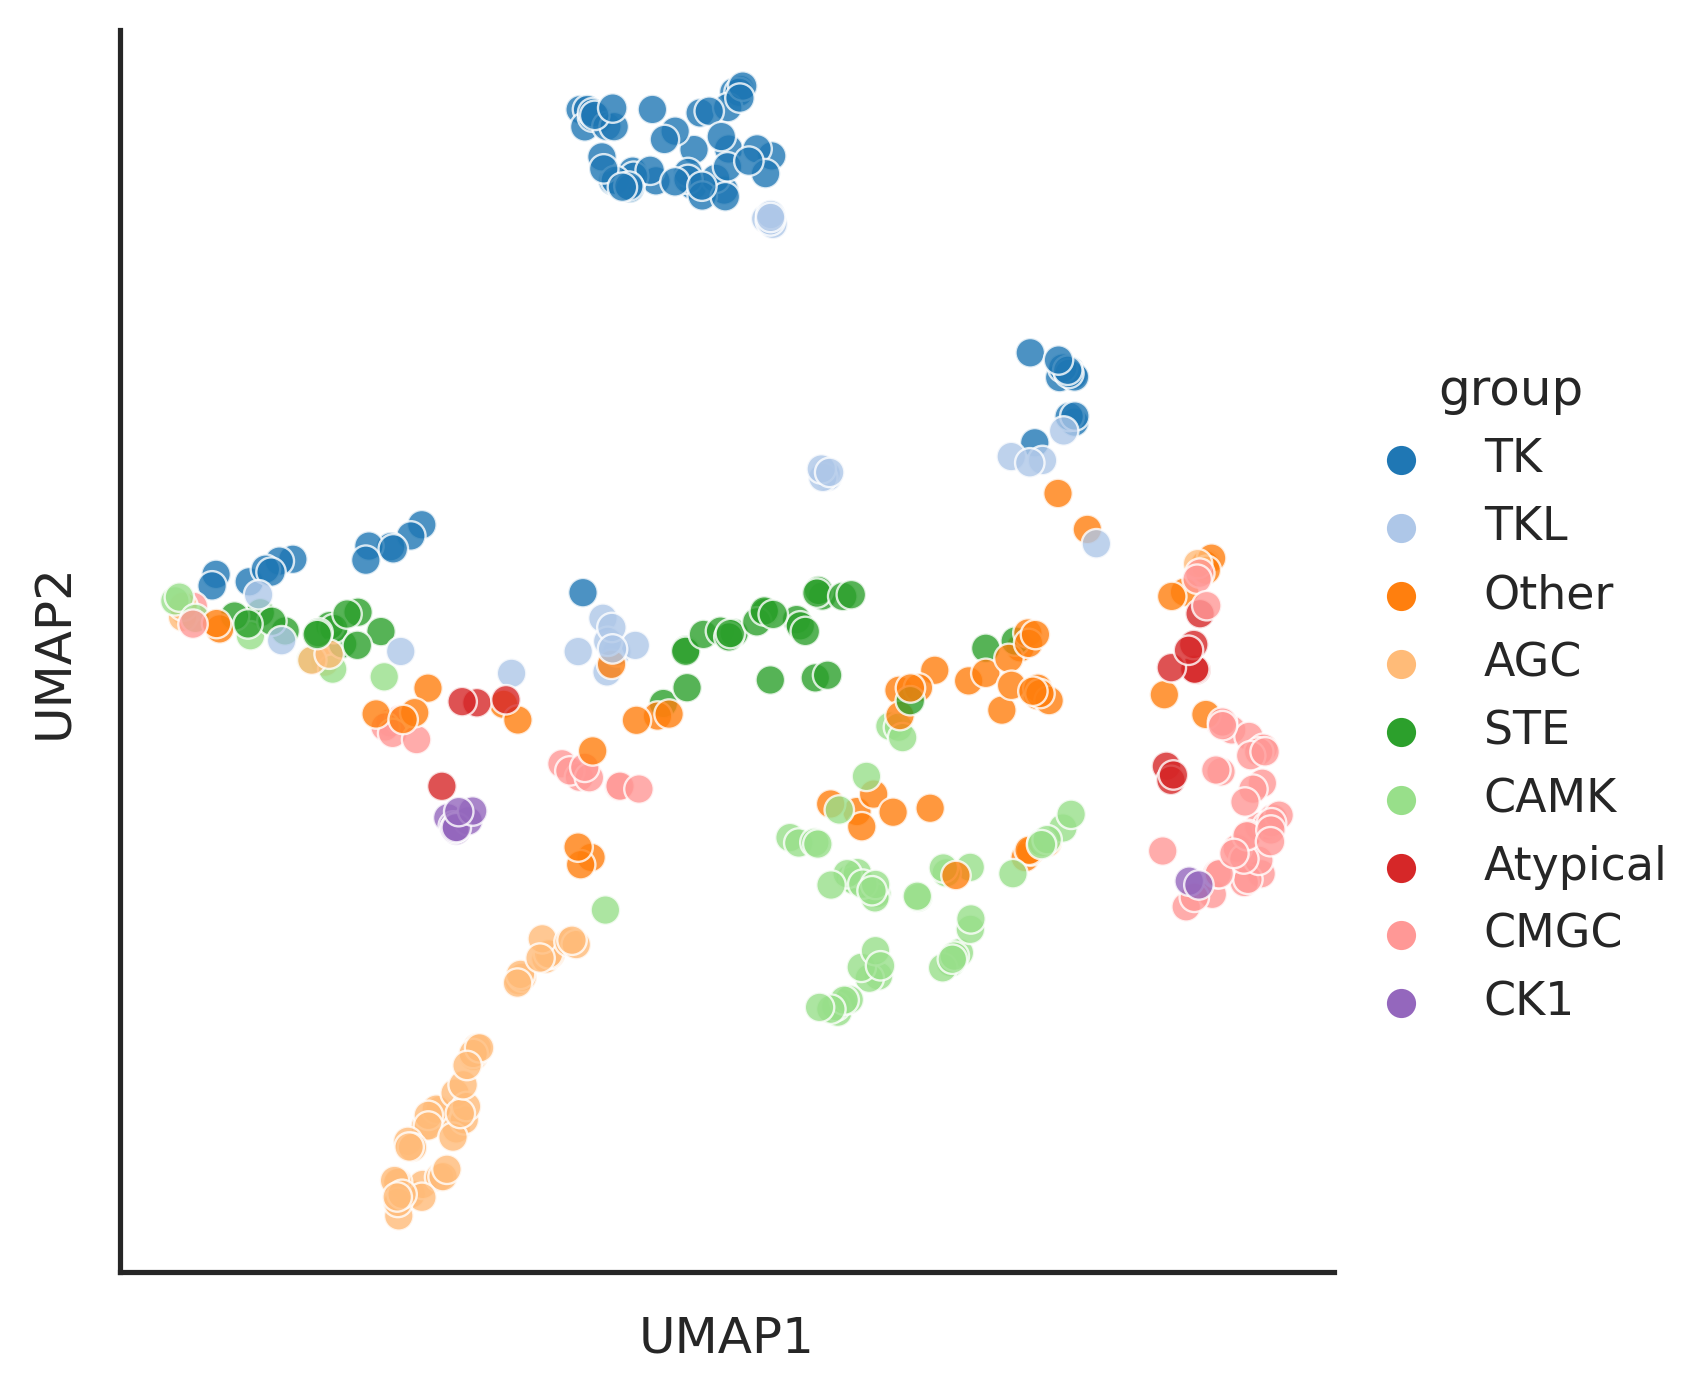 UMAP2
UMAP1
group
TK
TKL
Other
AGC
STE
CAMK
Atypical
CMGC
CK1